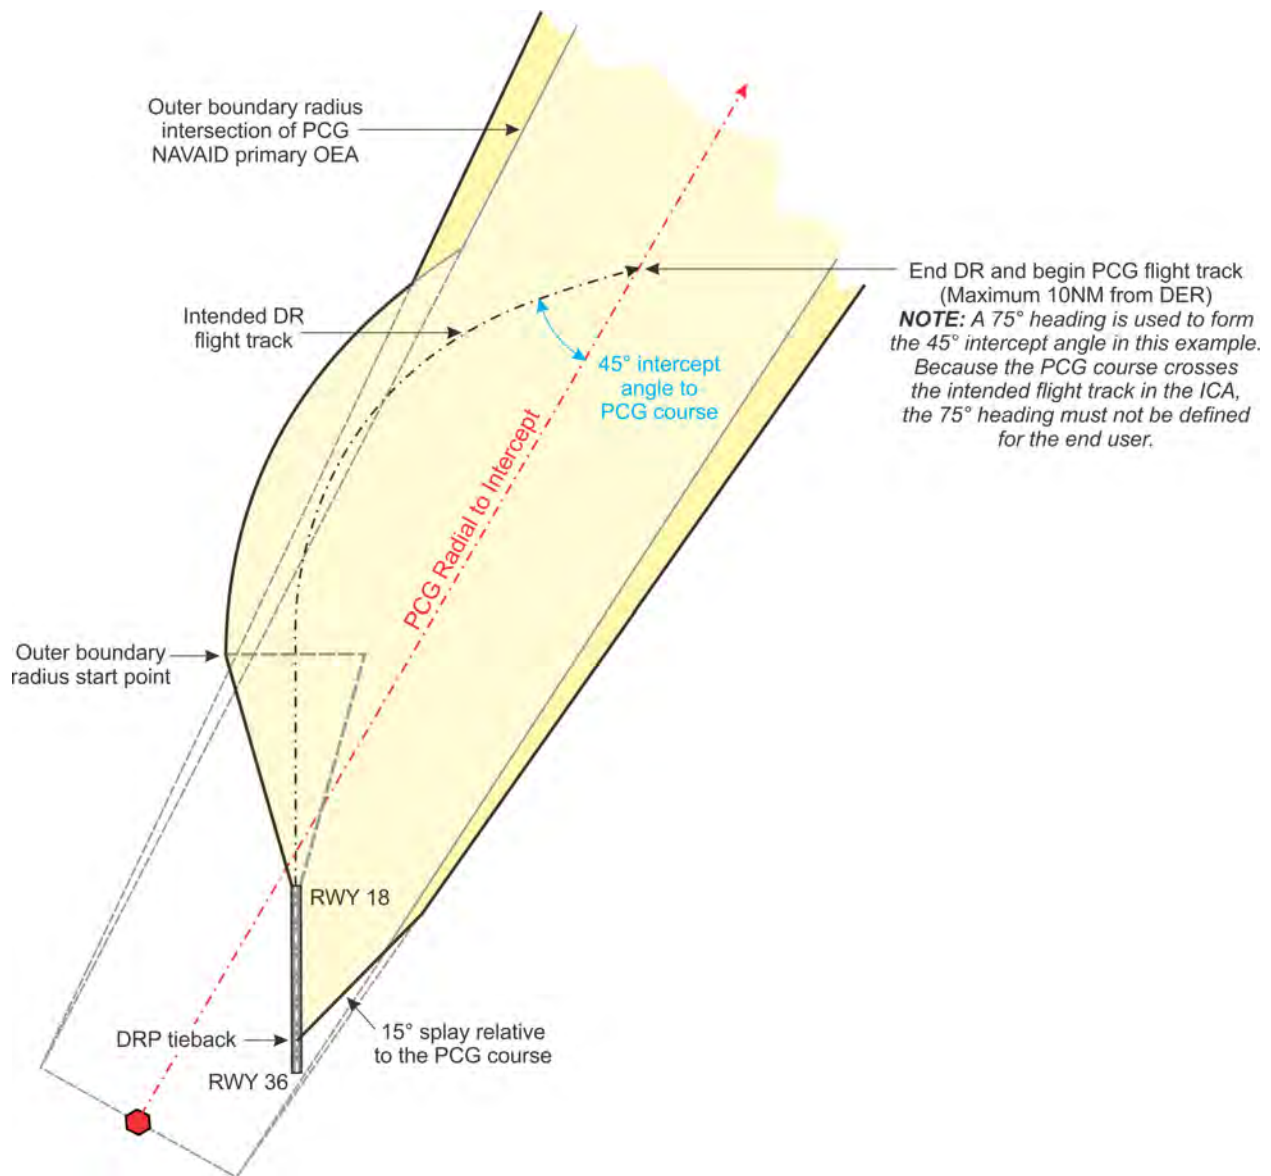 Outer boundary radius
intersection of PCG
NAVAID primary OEA
Intended DR
flight track
End DR and begin PCG flight track
(Maximum 10NM from DER)
NOTE: A 75° heading is used to form
the 45° intercept angle in this example.
Because the PCG course crosses
the intended flight track in the ICA,
the 75° heading must not be defined
for the end user.
45° intercept
angle to
PCG course
PCG Radial to Intercept
Outer boundary
radius start point
RWY 18
DRP tieback
15° splay relative
to the PCG course
RWY 36